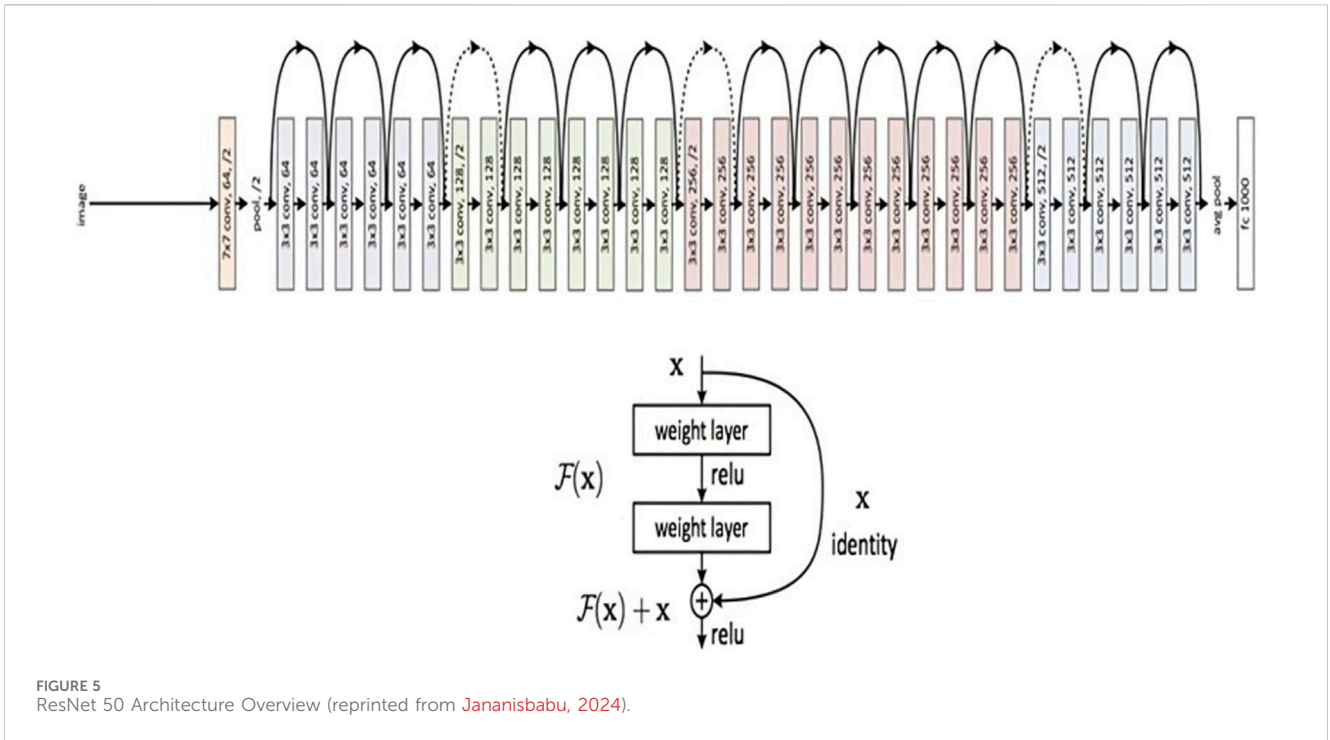 image
7x7 conv, 64, /2
pool, /2
3x3 conv, 64
3x3 conv, 64
3x3 conv, 64
3x3 conv, 64
3x3 conv, 64
3x3 conv, 64
3x3 conv, 128, /2
3x3 conv, 128
3x3 conv, 128
3x3 conv, 128
3x3 conv, 128
3x3 conv, 128
3x3 conv, 128
3x3 conv, 128
3x3 conv, 256, /2
3x3 conv, 256
3x3 conv, 256
3x3 conv, 256
3x3 conv, 256
3x3 conv, 256
3x3 conv, 256
3x3 conv, 256
3x3 conv, 256
3x3 conv, 256
3x3 conv, 256
3x3 conv, 256
3x3 conv, 512, /2
3x3 conv, 512
3x3 conv, 512
3x3 conv, 512
3x3 conv, 512
3x3 conv, 512
avg pool
fc 1000
x
weight layer
F(x)
relu
weight layer
x
identity
F(x) + x
relu
FIGURE 5
ResNet 50 Architecture Overview (reprinted from Jananisbabu, 2024).